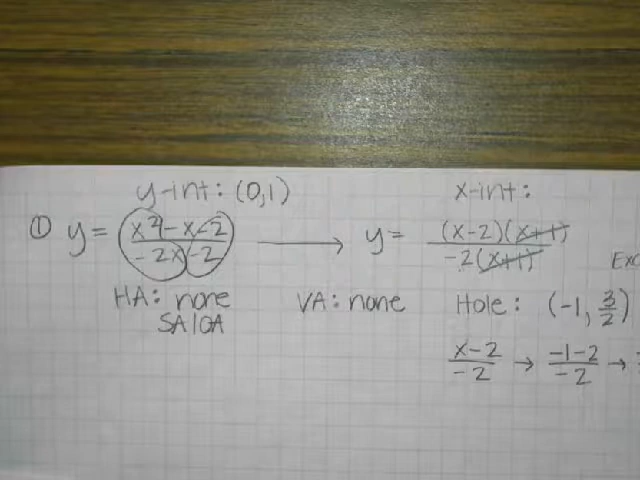 y-int: (0,1)
x-int:
① y = (x²-x-2)/(-2x-2) → y = ((x-2)(x+1))/(-2(x+1))
HA: none
SA/OA
VA: none
Hole: (-1, 3/2)
(x-2)/(-2) → (-1-2)/(-2) →